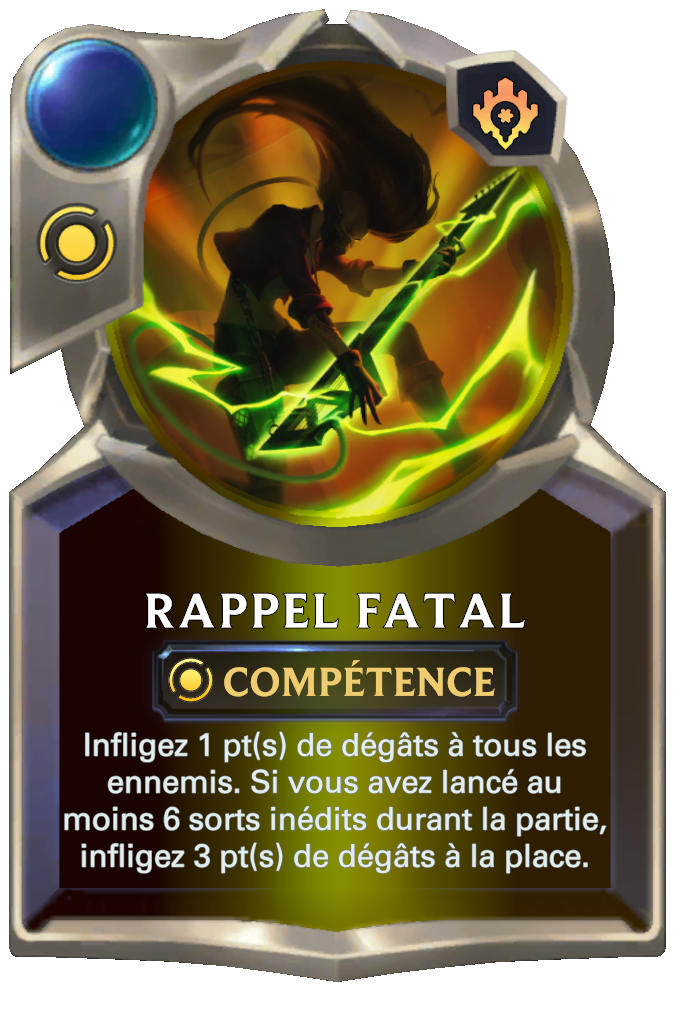 RAPPEL FATAL
COMPÉTENCE
Infligez 1 pt(s) de dégâts à tous les
ennemis. Si vous avez lancé au
moins 6 sorts inédits durant la partie,
infligez 3 pt(s) de dégâts à la place.